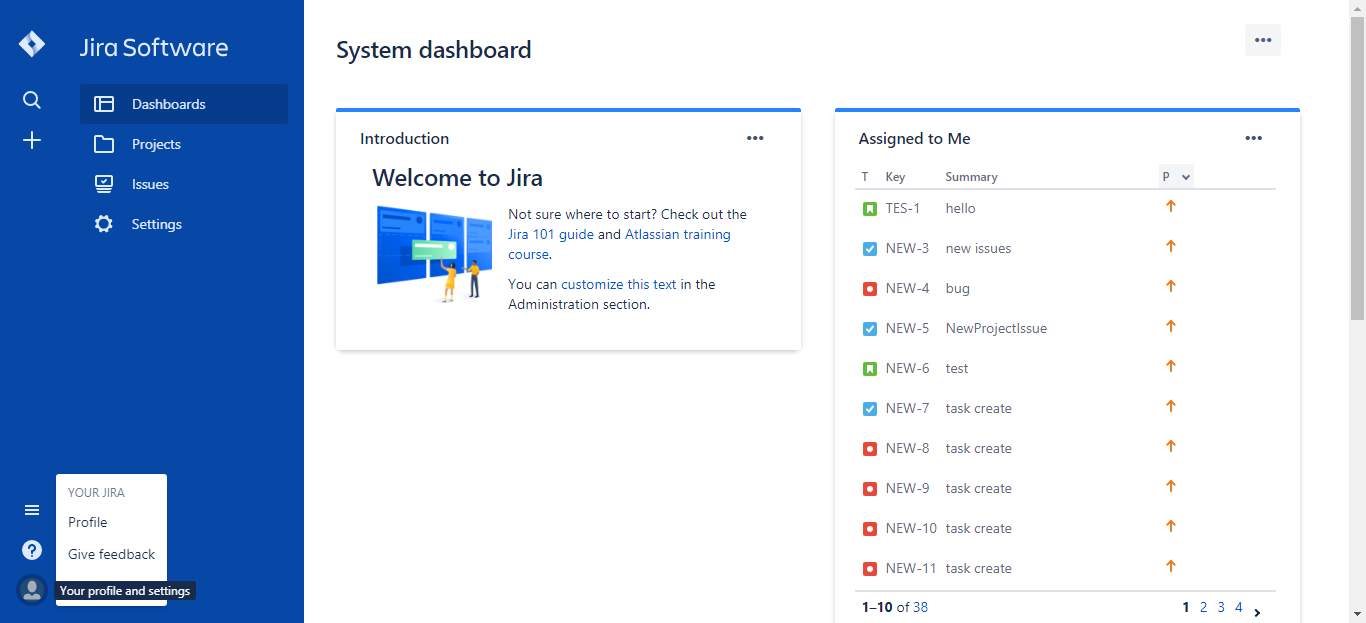 Jira Software
Dashboards
Projects
Issues
Settings
YOUR JIRA
Profile
Give feedback
Your profile and settings
System dashboard
Introduction
Welcome to Jira
Not sure where to start? Check out the
Jira 101 guide and Atlassian training
course.
You can customize this text in the
Administration section.
Assigned to Me
T Key Summary P
TES-1 hello
NEW-3 new issues
NEW-4 bug
NEW-5 NewProjectIssue
NEW-6 test
NEW-7 task create
NEW-8 task create
NEW-9 task create
NEW-10 task create
NEW-11 task create
1–10 of 38 1 2 3 4